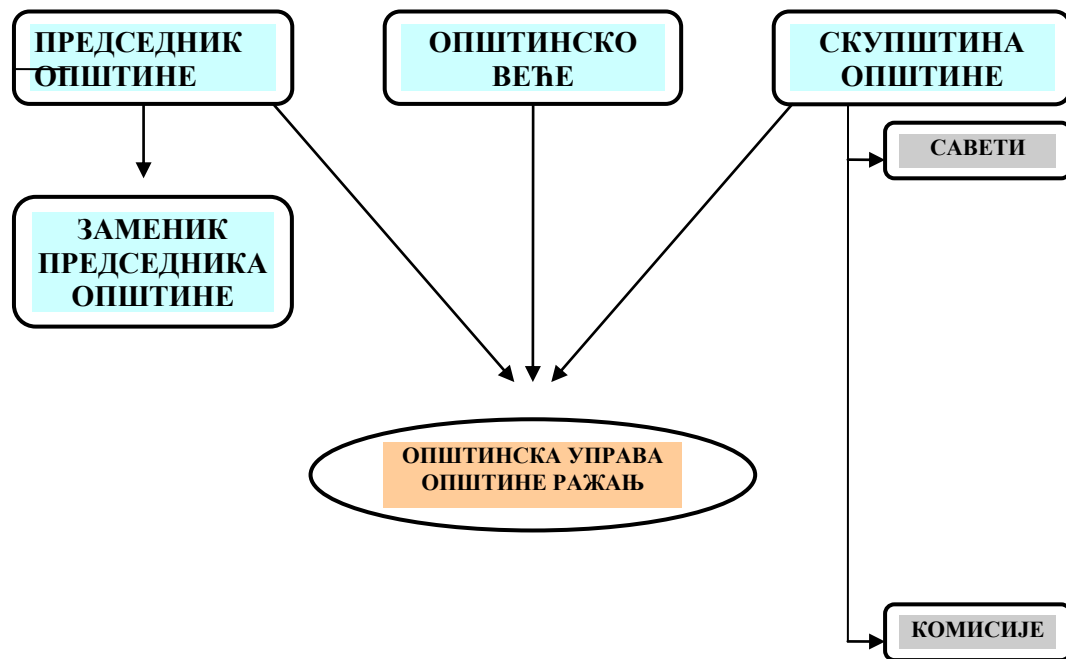 ПРЕДСЕДНИК
ОПШТИНЕ
ОПШТИНСКО
ВЕЋЕ
СКУПШТИНА
ОПШТИНЕ
САВЕТИ
ЗАМЕНИК
ПРЕДСЕДНИКА
ОПШТИНЕ
ОПШТИНСКА УПРАВА
ОПШТИНЕ РАЖАЊ
КОМИСИЈЕ